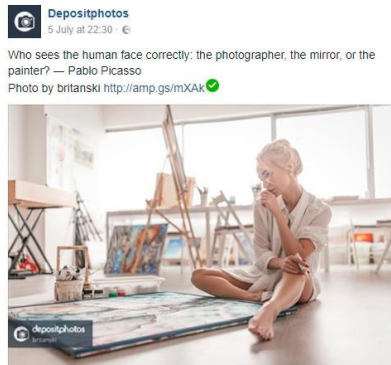 Depositphotos
5 July at 22:30 ·
Who sees the human face correctly: the photographer, the mirror, or the
painter? — Pablo Picasso
Photo by britanski http://amp.gs/mXAk
depositphotos
britanski